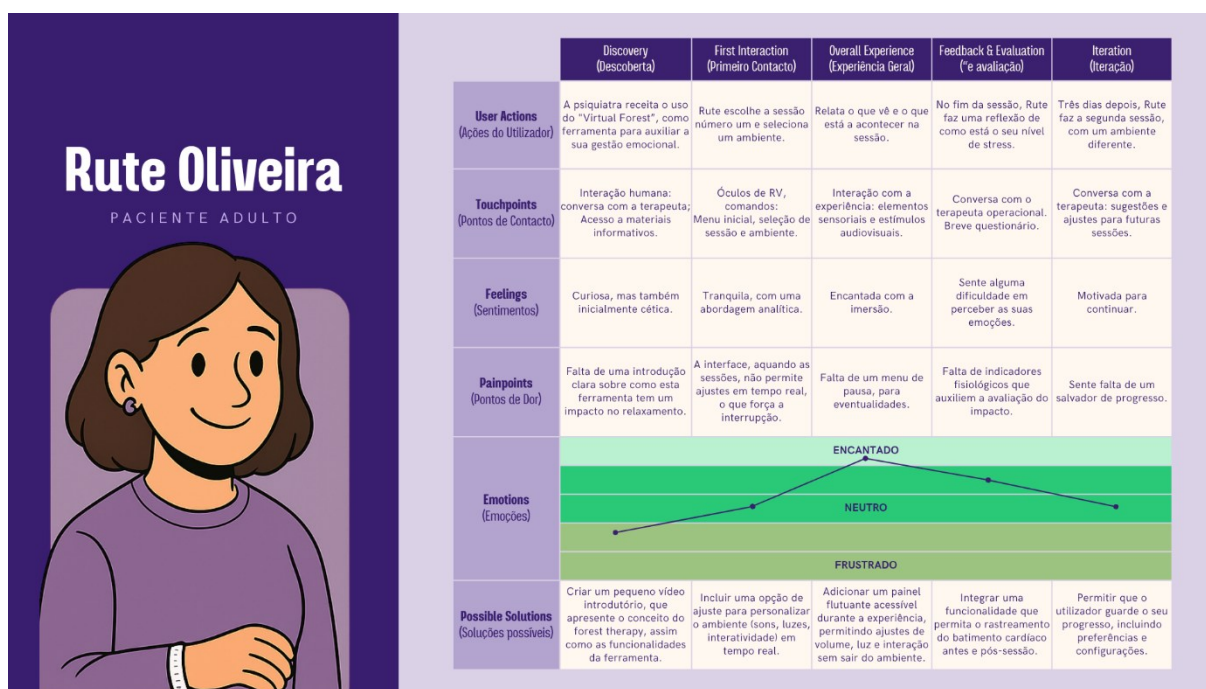 Rute Oliveira
PACIENTE ADULTO
Discovery
(Descoberta)
First Interaction
(Primeiro Contacto)
Overall Experience
(Experiência Geral)
Feedback & Evaluation
("e avaliação)
Iteration
(Iteração)
User Actions
(Ações do Utilizador)
A psiquiatra receita o uso
do "Virtual Forest", como
ferramenta para auxiliar a
sua gestão emocional.
Rute escolhe a sessão
número um e seleciona
um ambiente.
Relata o que vê e o que
está a acontecer na
sessão.
No fim da sessão, Rute
faz uma reflexão de
como está o seu nível
de stress.
Três dias depois, Rute
faz a segunda sessão,
com um ambiente
diferente.
Touchpoints
(Pontos de Contacto)
Interação humana:
conversa com a terapeuta;
Acesso a materiais
informativos.
Óculos de RV,
comandos:
Menu inicial, seleção de
sessão e ambiente.
Interação com a
experiência: elementos
sensoriais e estímulos
audiovisuais.
Conversa com o
terapeuta operacional.
Breve questionário.
Conversa com a
terapeuta: sugestões e
ajustes para futuras
sessões.
Feelings
(Sentimentos)
Curiosa, mas também
inicialmente cética.
Tranquila, com uma
abordagem analítica.
Encantada com a
imersão.
Sente alguma
dificuldade em
perceber as suas
emoções.
Motivada para
continuar.
Painpoints
(Pontos de Dor)
Falta de uma introdução
clara sobre como esta
ferramenta tem um
impacto no relaxamento.
A interface, aquando as
sessões, não permite
ajustes em tempo real,
o que força a
interrupção.
Falta de um menu de
pausa, para
eventualidades.
Falta de indicadores
fisiológicos que
auxiliem a avaliação do
impacto.
Sente falta de um
salvador de progresso.
Emotions
(Emoções)
ENCANTADO
NEUTRO
FRUSTRADO
Possible Solutions
(Soluções possíveis)
Criar um pequeno vídeo
introdutório, que
apresente o conceito do
forest therapy, assim
como as funcionalidades
da ferramenta.
Incluir uma opção de
ajuste para personalizar
o ambiente (sons, luzes,
interatividade) em
tempo real.
Adicionar um painel
flutuante acessível
durante a experiência,
permitindo ajustes de
volume, luz e interação
sem sair do ambiente.
Integrar uma
funcionalidade que
permita o rastreamento
do batimento cardíaco
antes e pós-sessão.
Permitir que o
utilizador guarde o seu
progresso, incluindo
preferências e
configurações.